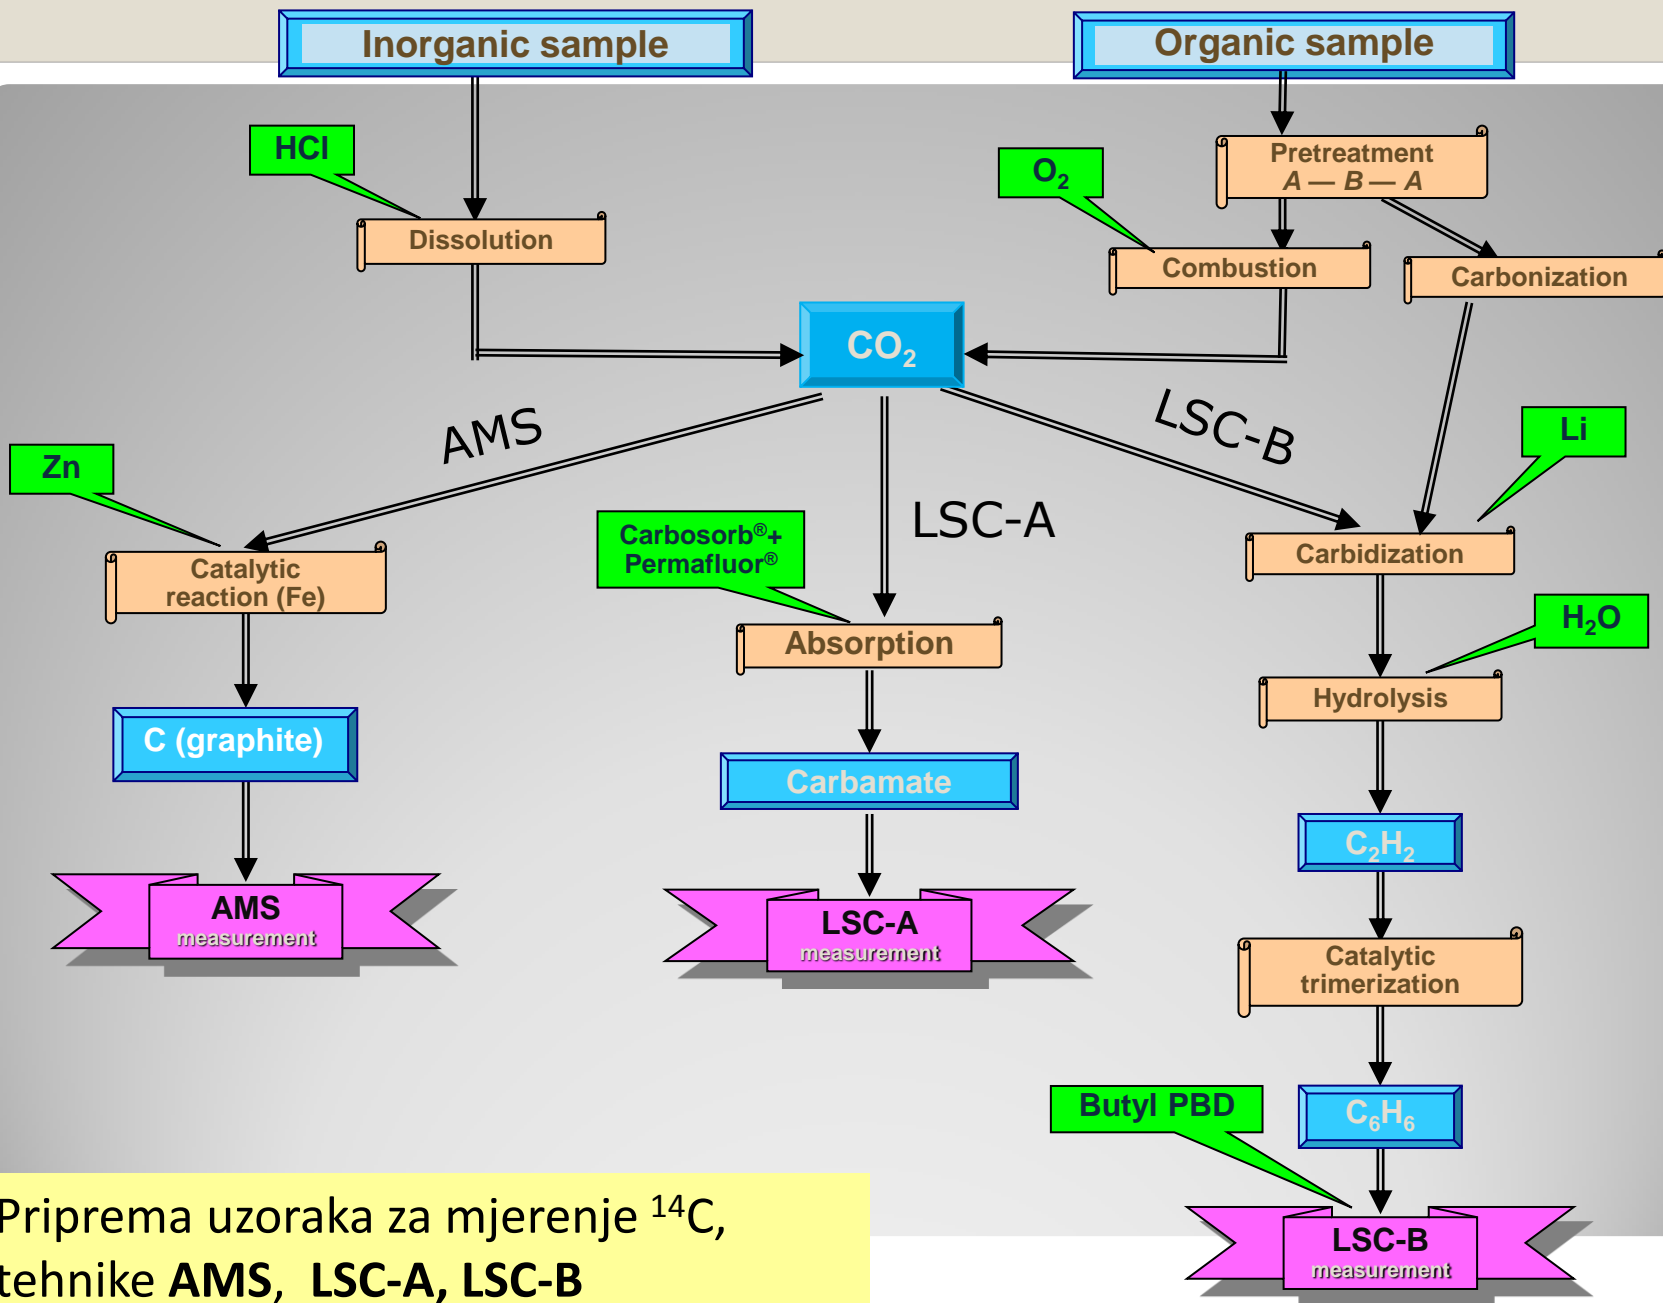 Inorganic sample
Organic sample
HCl
O₂
Pretreatment
A — B — A
Dissolution
Combustion
Carbonization
CO₂
AMS
LSC-B
LSC-A
Zn
Li
Carbosorb®+
Permafluor®
Catalytic
reaction (Fe)
Absorption
Carbidization
H₂O
Hydrolysis
C (graphite)
Carbamate
C₂H₂
AMS
measurement
LSC-A
measurement
Catalytic
trimerization
Butyl PBD
C₆H₆
LSC-B
measurement
Priprema uzoraka za mjerenje ¹⁴C,
tehnike AMS, LSC-A, LSC-B